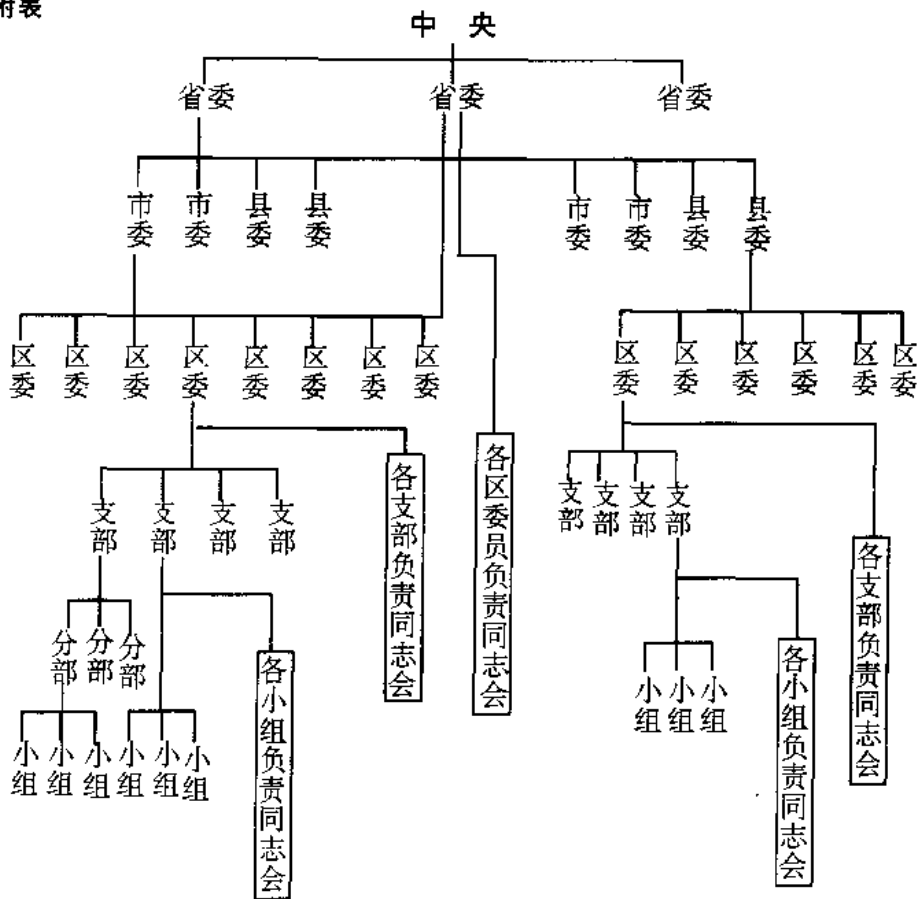 附表
中央
省委 省委 省委
市委 市委 县委 县委 市委 市委 县委 县委
区委 区委 区委 区委 区委 区委 区委 区委 区委 区委 区委 区委 区委 区委
各支部负责同志会
各区委员负责同志会
支部 支部 支部 支部
支部 支部 支部 支部
各支部负责同志会
分部 分部 分部
各小组负责同志会
各小组负责同志会
小组 小组 小组
小组 小组 小组 小组 小组 小组